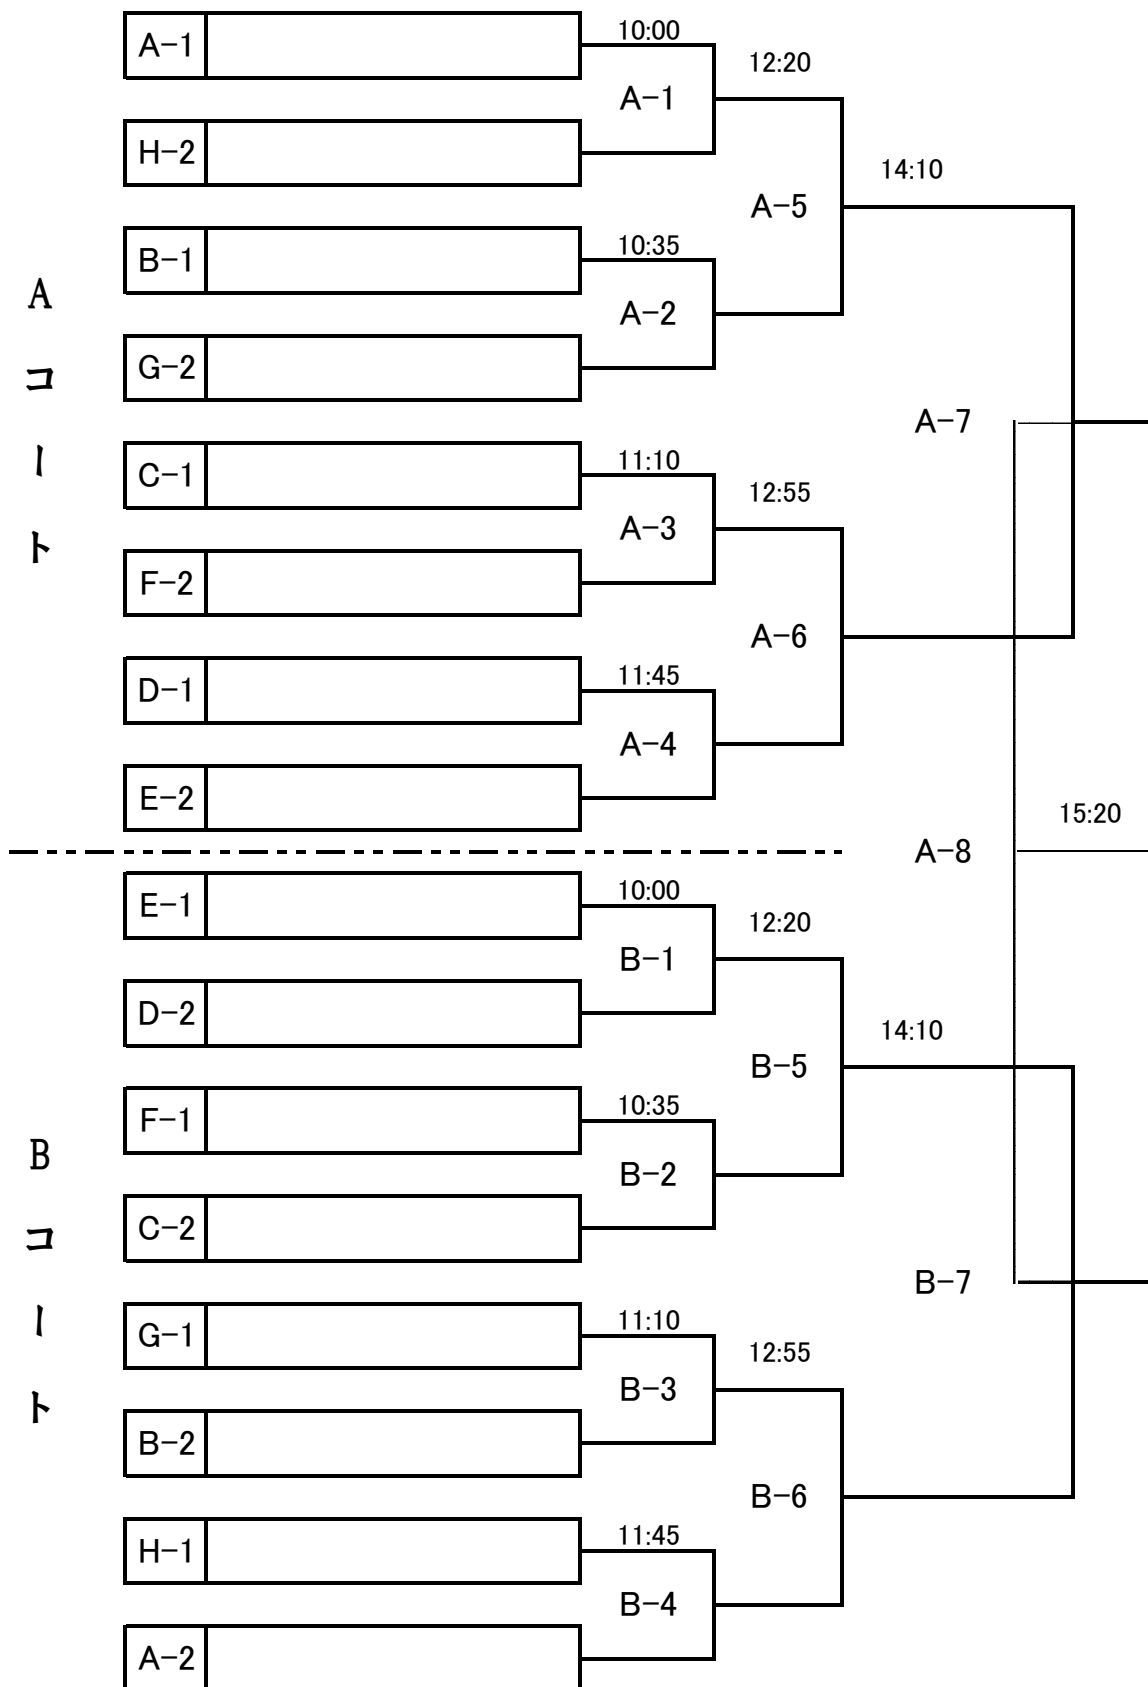 A-1
10:00
12:20
A-1
H-2
14:10
A-5
B-1
10:35
A-2
G-2
A-7
C-1
11:10
12:55
A-3
F-2
A-6
D-1
11:45
A-4
E-2
15:20
A-8
Aコート
E-1
10:00
12:20
B-1
D-2
14:10
B-5
F-1
10:35
B-2
C-2
B-7
G-1
11:10
12:55
B-3
B-2
B-6
H-1
11:45
B-4
A-2
Bコート